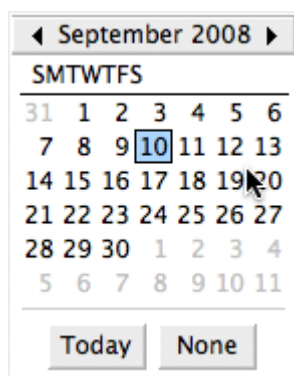 September 2008
SMTWTFS
31 1 2 3 4 5 6
7 8 9 10 11 12 13
14 15 16 17 18 19 20
21 22 23 24 25 26 27
28 29 30 1 2 3 4
5 6 7 8 9 10 11
Today None